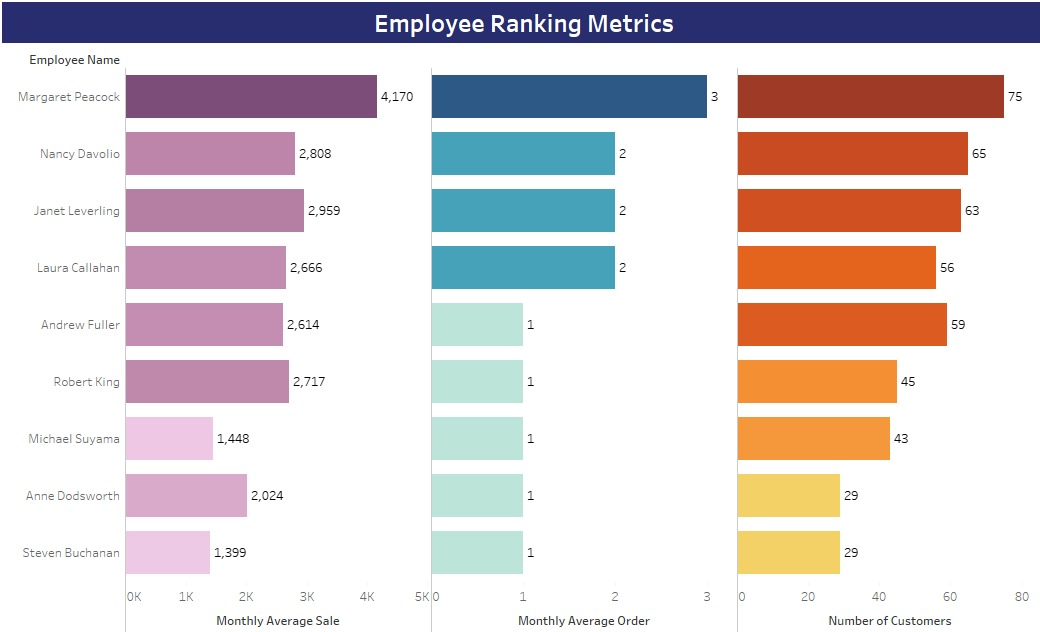 Employee Ranking Metrics
Employee Name
Margaret Peacock 4,170 3 75
Nancy Davolio 2,808 2 65
Janet Leverling 2,959 2 63
Laura Callahan 2,666 2 56
Andrew Fuller 2,614 1 59
Robert King 2,717 1 45
Michael Suyama 1,448 1 43
Anne Dodsworth 2,024 1 29
Steven Buchanan 1,399 1 29
0K 1K 2K 3K 4K 5K 0 1 2 3 0 20 40 60 80
Monthly Average Sale Monthly Average Order Number of Customers